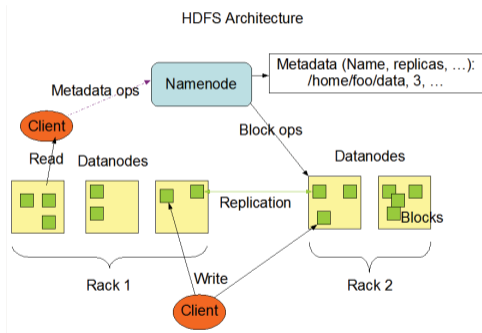 HDFS Architecture
Metadata (Name, replicas, …):
/home/foo/data, 3, …
Namenode
Metadata ops
Client
Block ops
Read
Datanodes
Datanodes
Replication
Blocks
Write
Rack 1
Rack 2
Client